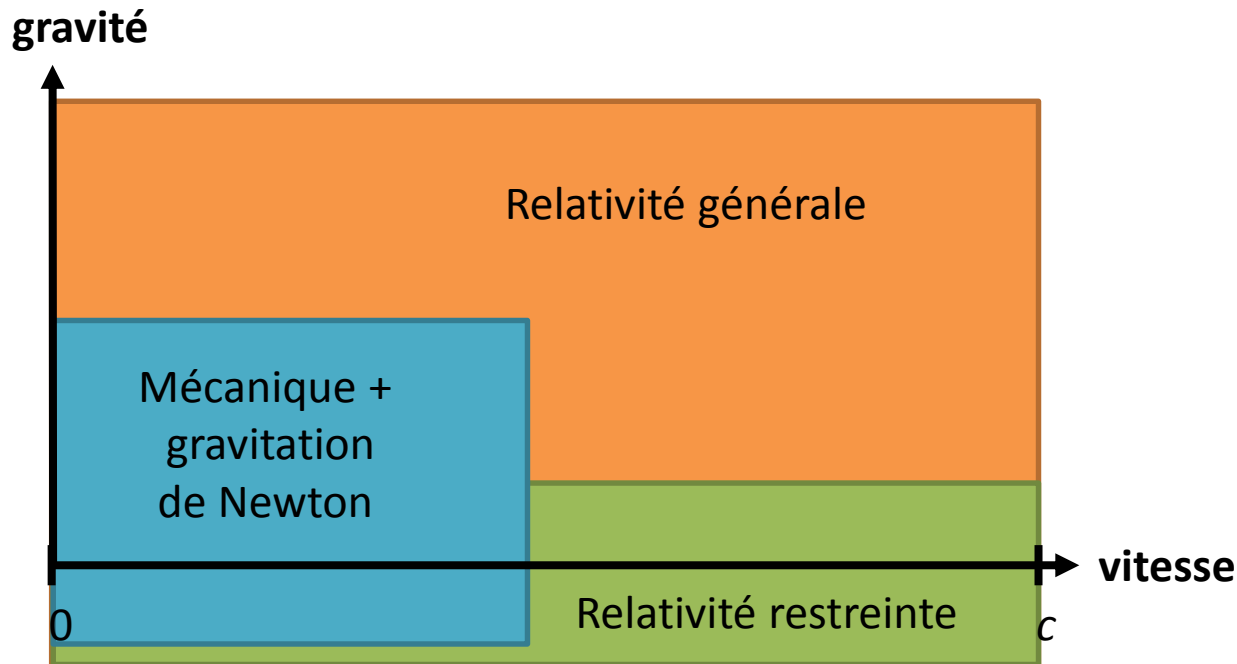 gravité
Relativité générale
Mécanique +
gravitation
de Newton
vitesse
0
Relativité restreinte
c